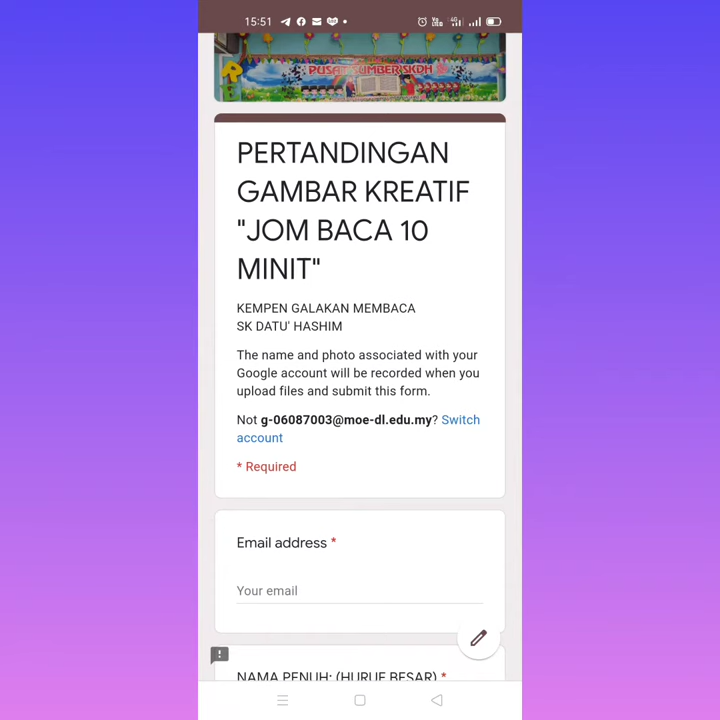 15:51
PUSAT SUMBER SKDH
PERTANDINGAN
GAMBAR KREATIF
"JOM BACA 10
MINIT"
KEMPEN GALAKAN MEMBACA
SK DATU' HASHIM
The name and photo associated with your
Google account will be recorded when you
upload files and submit this form.
Not g-06087003@moe-dl.edu.my? Switch
account
* Required
Email address *
Your email
NAMA PENUH: (HURUF BESAR) *